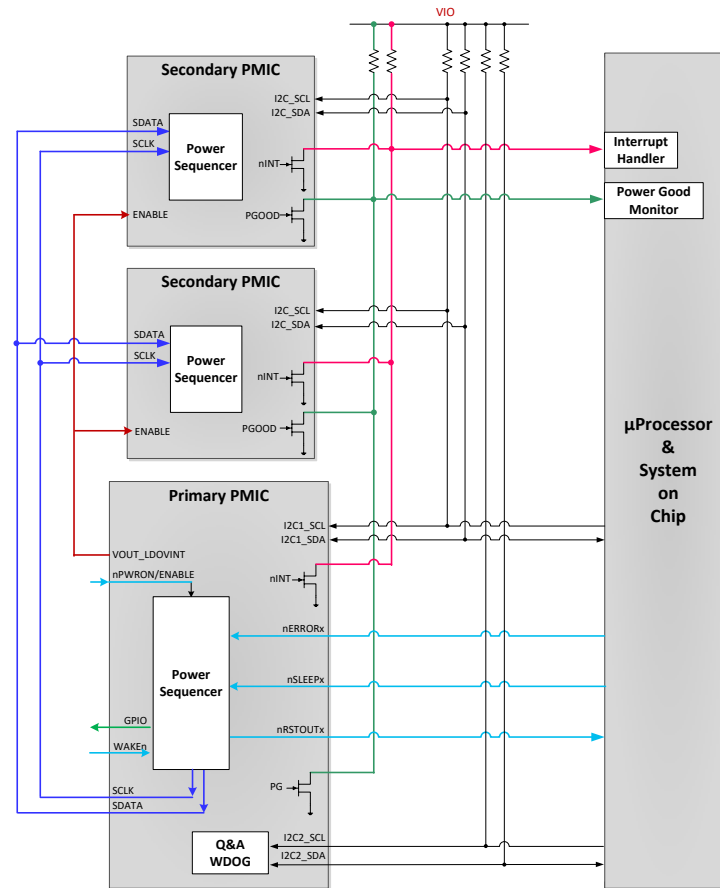 VIO
Secondary PMIC
I2C_SCL
I2C_SDA
SDATA
SCLK
Power
Sequencer
nINT
PGOOD
ENABLE
Interrupt
Handler
Power Good
Monitor
Secondary PMIC
I2C_SCL
I2C_SDA
SDATA
SCLK
Power
Sequencer
nINT
PGOOD
ENABLE
µProcessor
&
System
on
Chip
Primary PMIC
I2C1_SCL
I2C1_SDA
VOUT_LDOVINT
nPWRON/ENABLE
nINT
Power
Sequencer
nERRORx
nSLEEPx
nRSTOUTx
GPIO
WAKEn
SCLK
SDATA
PG
Q&A
WDOG
I2C2_SCL
I2C2_SDA